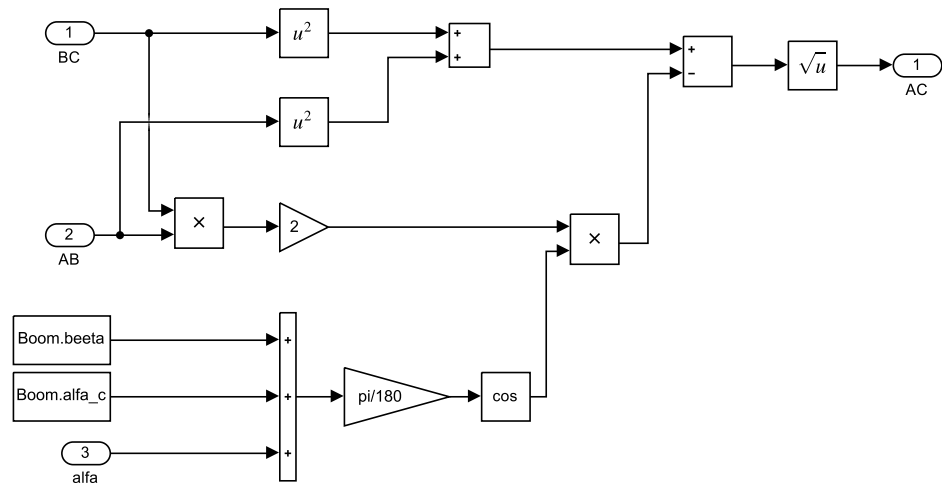 1
BC
u²
+
+
+
−
√u
1
AC
u²
2
AB
×
2
×
Boom.beeta
+
Boom.alfa_c
+
pi/180
cos
3
alfa
+